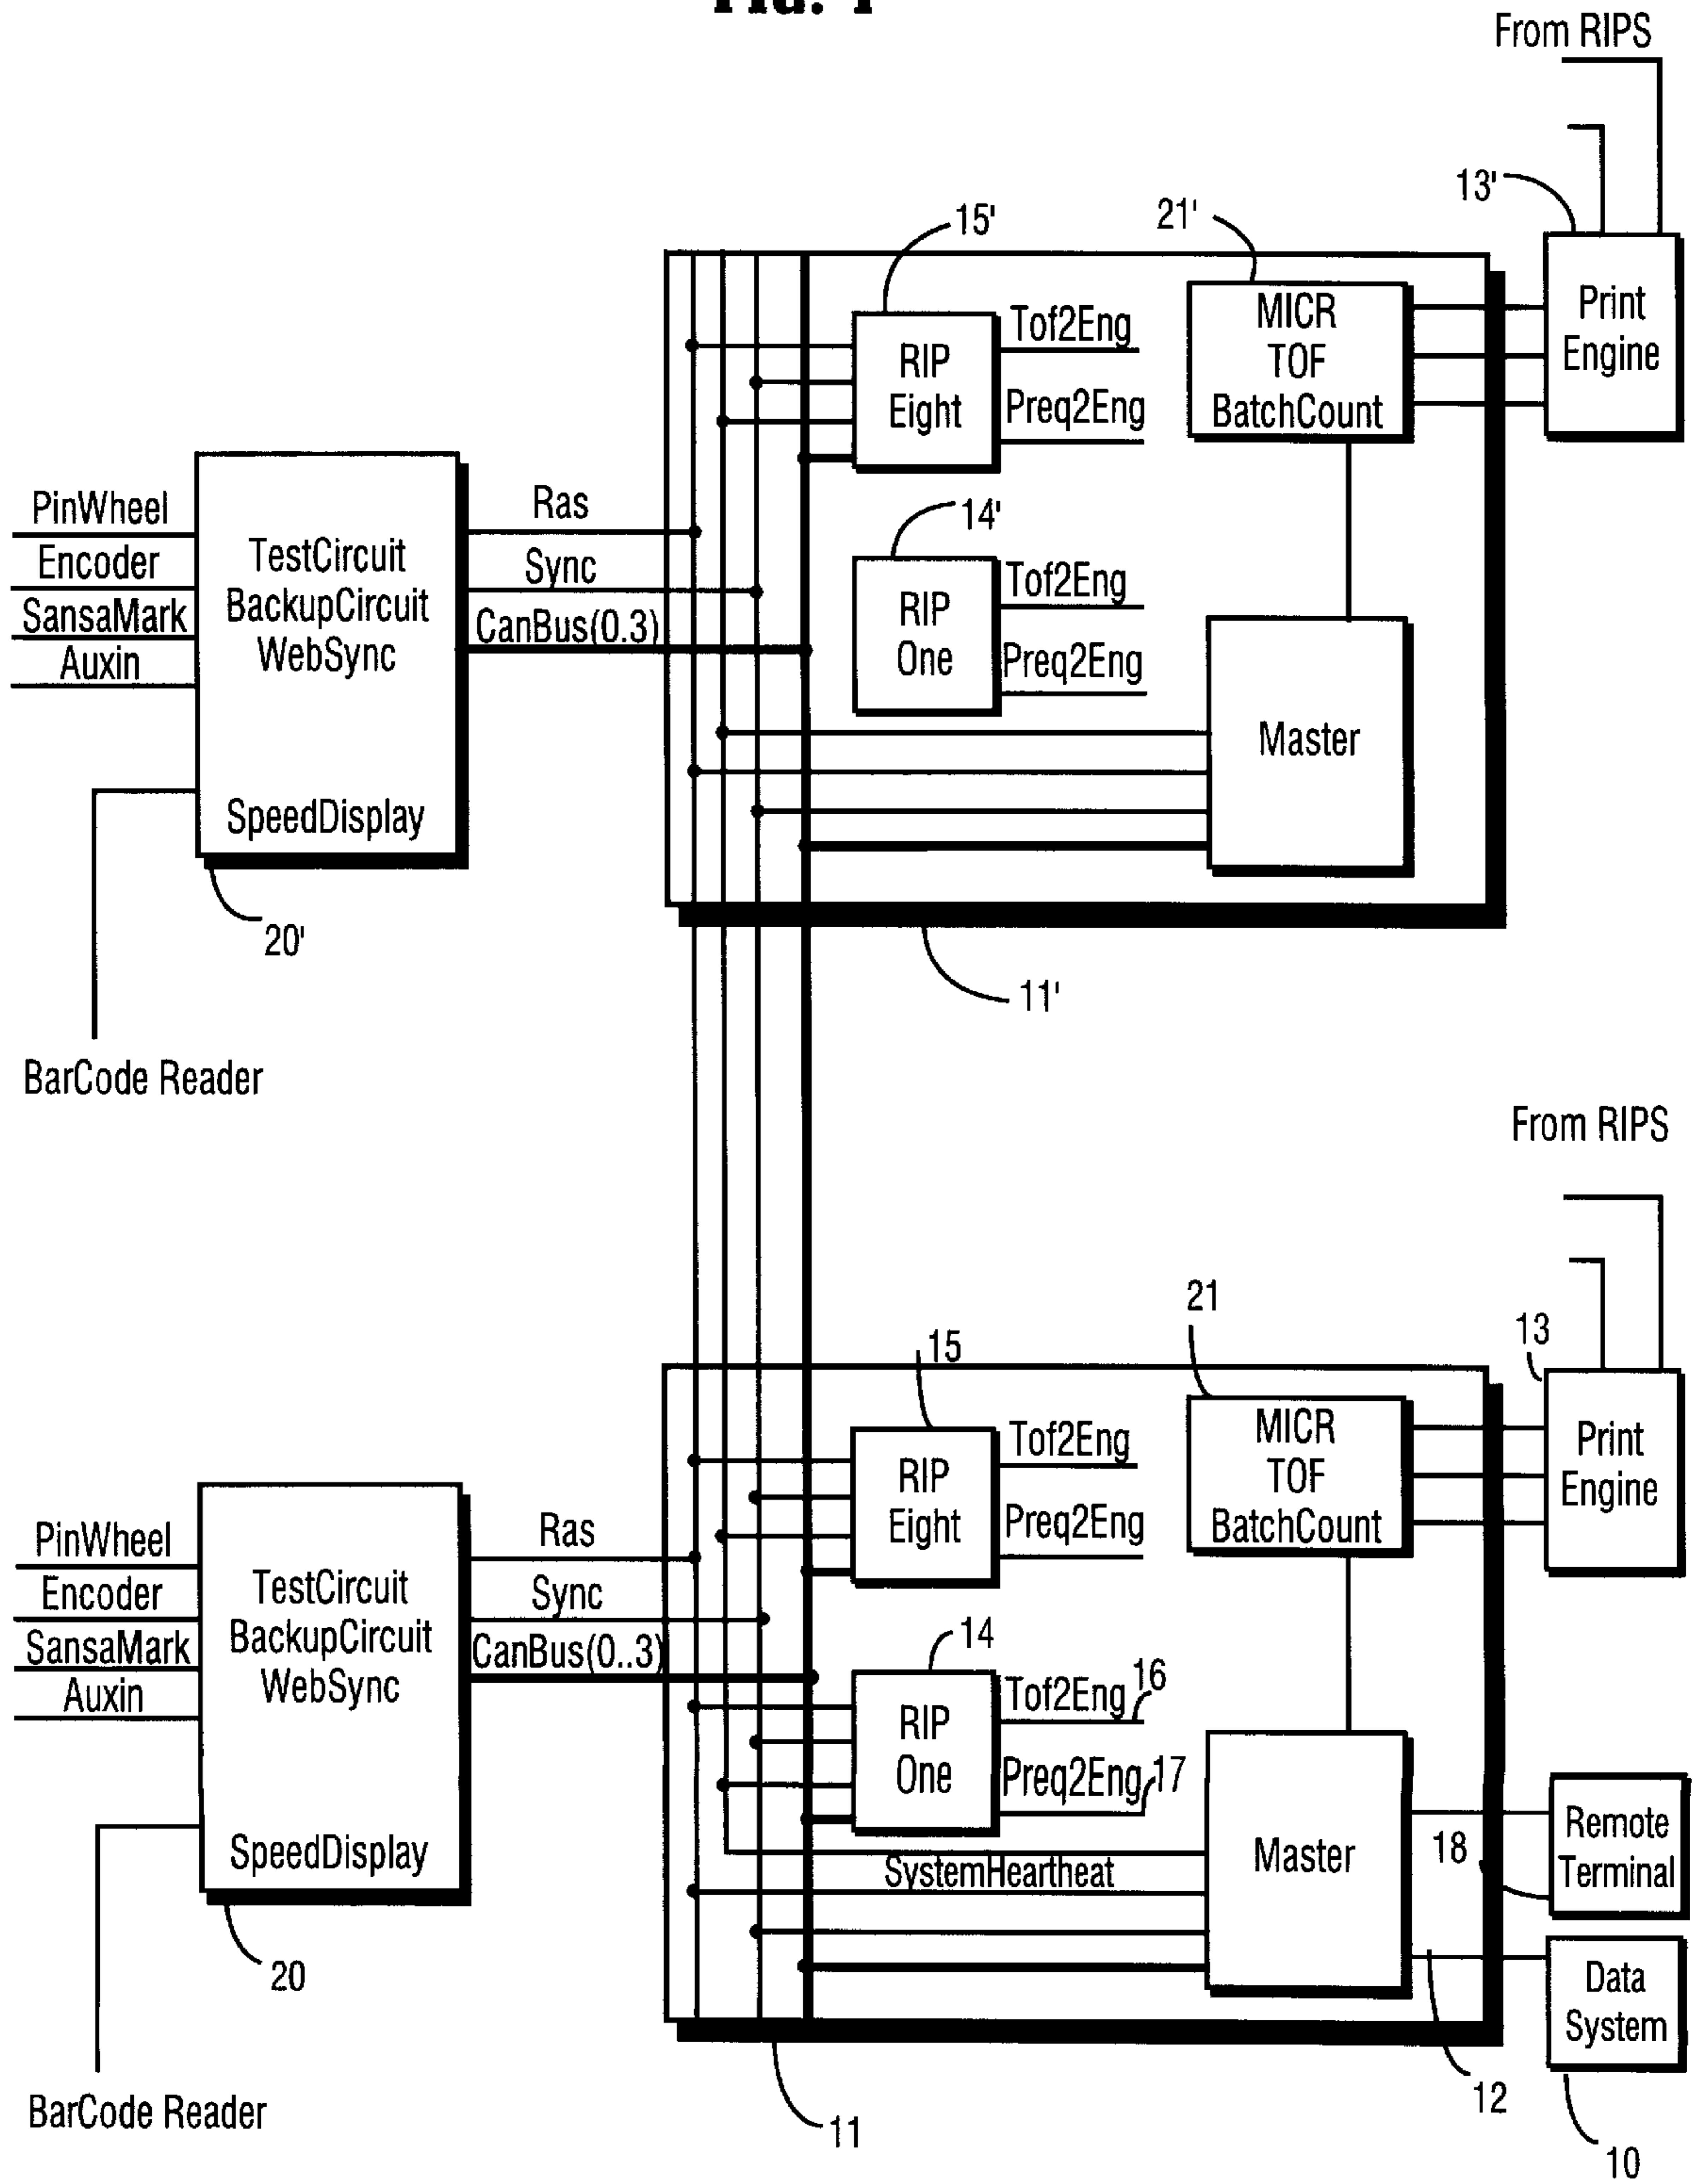 FIG. 1
From RIPS
13'
15'
21'
Print
Engine
MICR
TOF
BatchCount
RIP
Eight
Tof2Eng
Preq2Eng
14'
RIP
One
Tof2Eng
Preq2Eng
Master
PinWheel
Encoder
SansaMark
Auxin
TestCircuit
BackupCircuit
WebSync
SpeedDisplay
Ras
Sync
CanBus(0.3)
20'
11'
BarCode Reader
From RIPS
13
15
21
Print
Engine
MICR
TOF
BatchCount
RIP
Eight
Tof2Eng
Preq2Eng
14
RIP
One
Tof2Eng
16
Preq2Eng
17
Master
SystemHeartheat
18
Remote
Terminal
Data
System
12
10
PinWheel
Encoder
SansaMark
Auxin
TestCircuit
BackupCircuit
WebSync
SpeedDisplay
Ras
Sync
CanBus(0..3)
20
11
BarCode Reader